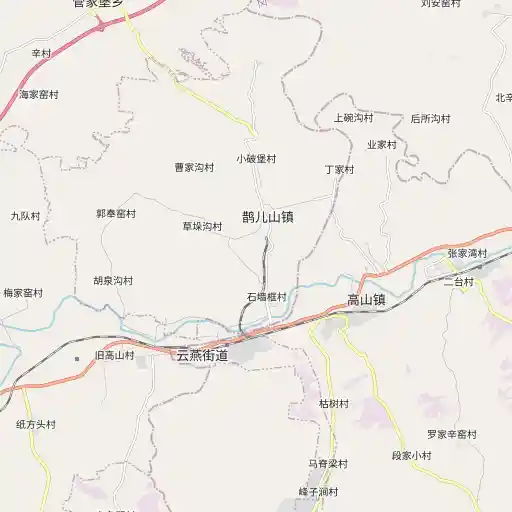 管家堡乡
刘安窑村
辛村
海家窑村
北辛
上碗沟村
后所沟村
业家村
小破堡村
曹家沟村
丁家村
九队村
郭奉窑村
鹊儿山镇
草垛沟村
张家湾村
胡泉沟村
二台村
梅家窑村
石墙框村
高山镇
旧高山村
云燕街道
枯树村
纸方头村
罗家辛窑村
段家小村
马脊梁村
峰子涧村